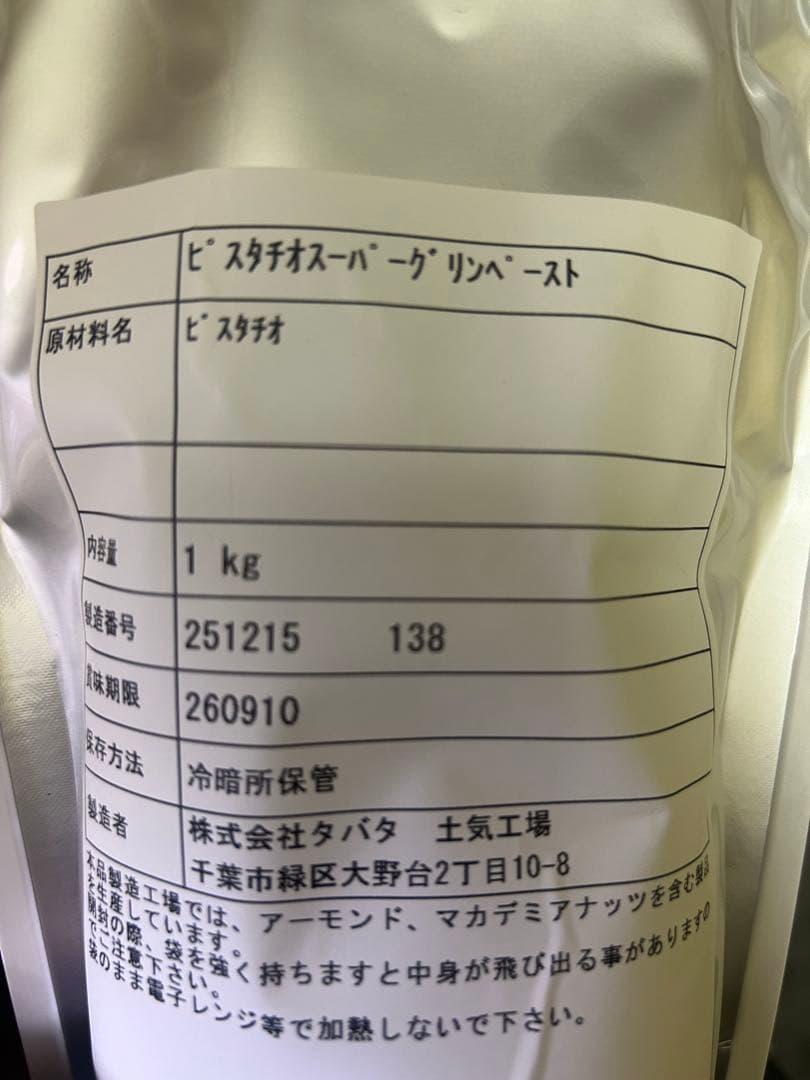 名称 ﾋﾟｽﾀﾁｵｽｰﾊﾟｰｸﾞﾘﾝﾍﾟｰｽﾄ
原材料名 ﾋﾟｽﾀﾁｵ
内容量 1 kg
製造番号 251215 138
賞味期限 260910
保存方法 冷暗所保管
製造者 株式会社タバタ 土気工場
千葉市緑区大野台2丁目10-8
本品製造工場では、アーモンド、マカデミアナッツを含む製品
を生産しています。
開封の際、袋を強く持ちますと中身が飛び出る事がありますの
でご注意下さい。
袋のまま電子レンジ等で加熱しないで下さい。